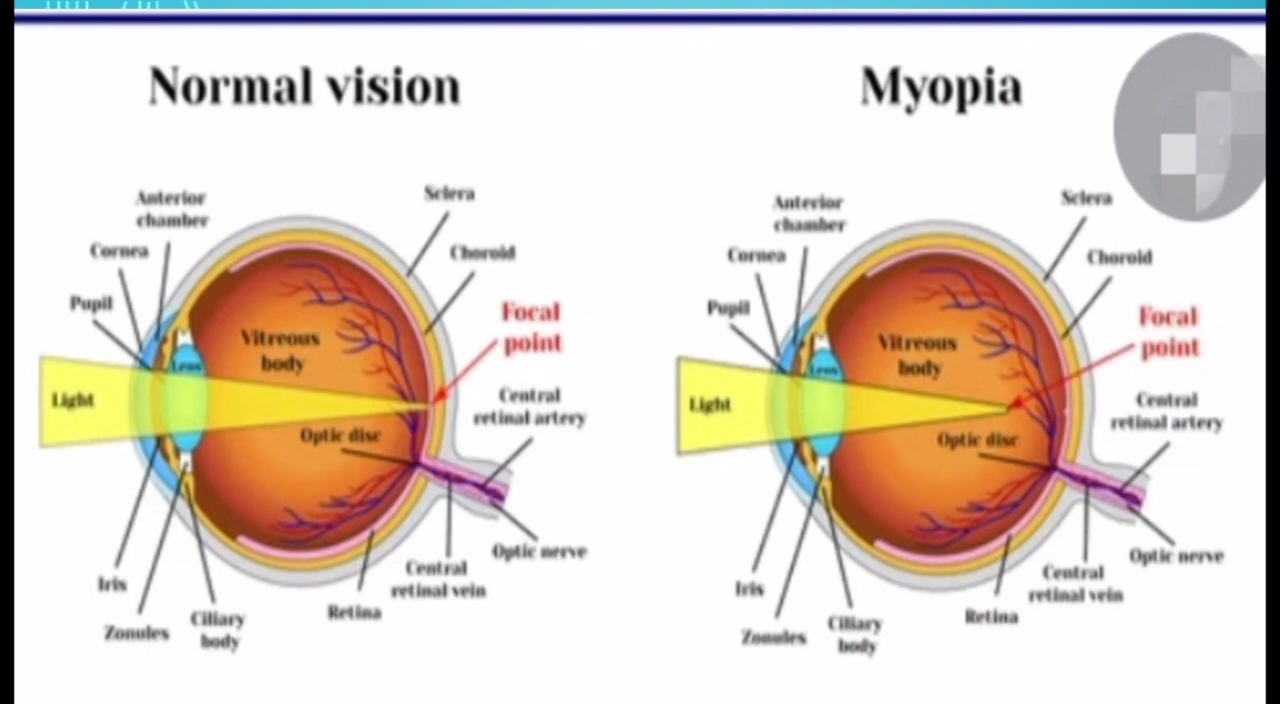 Normal vision
Anterior
chamber
Cornea
Pupil
Light
Iris
Zonules
Ciliary
body
Retina
Central
retinal vein
Optic nerve
Central
retinal artery
Focal
point
Choroid
Sclera
Vitreous
body
Lens
Optic disc
Myopia
Anterior
chamber
Cornea
Pupil
Light
Iris
Zonules
Ciliary
body
Retina
Central
retinal vein
Optic nerve
Central
retinal artery
Focal
point
Choroid
Sclera
Vitreous
body
Lens
Optic disc